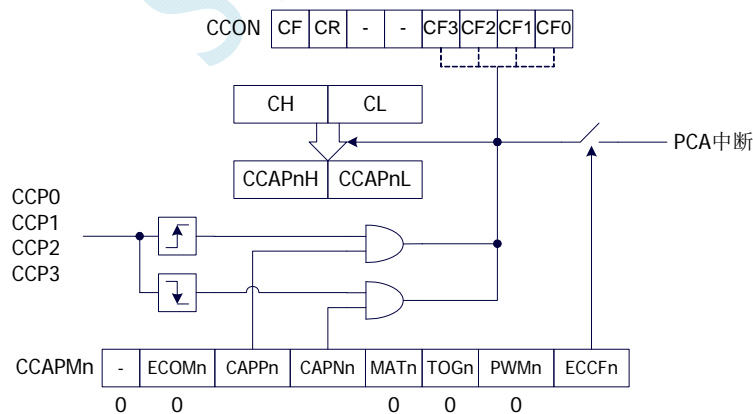 CCON CF CR - - CF3 CF2 CF1 CF0
CH CL
PCA中断
CCAPnH CCAPnL
CCP0
CCP1
CCP2
CCP3
CCAPMn - ECOMn CAPPn CAPNn MATn TOGn PWMn ECCFn
0 0 0 0 0